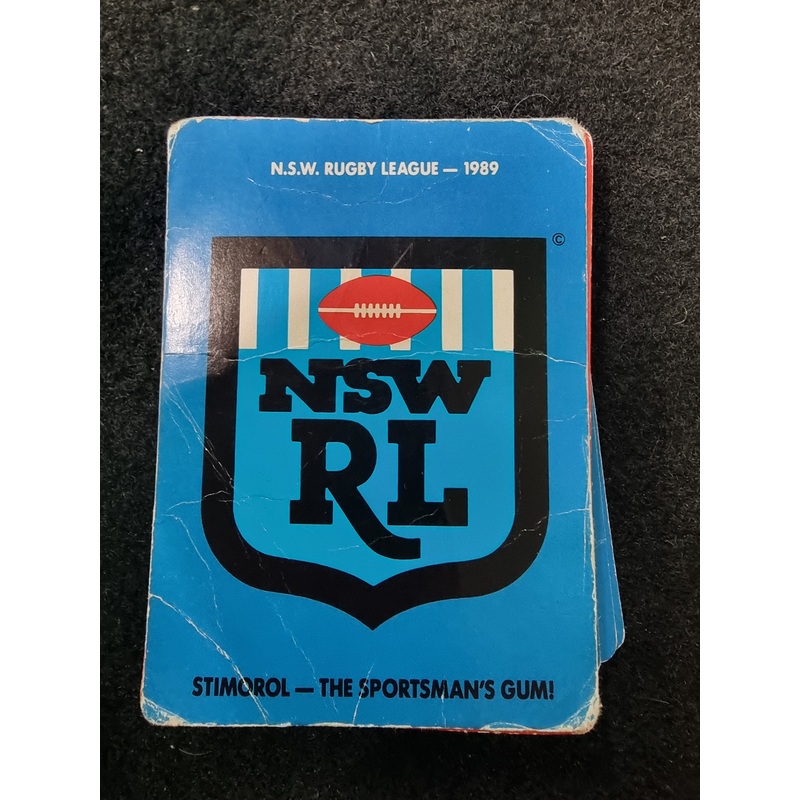 N.S.W. RUGBY LEAGUE — 1989
©
NSW
RL
STIMOROL — THE SPORTSMAN'S GUM!